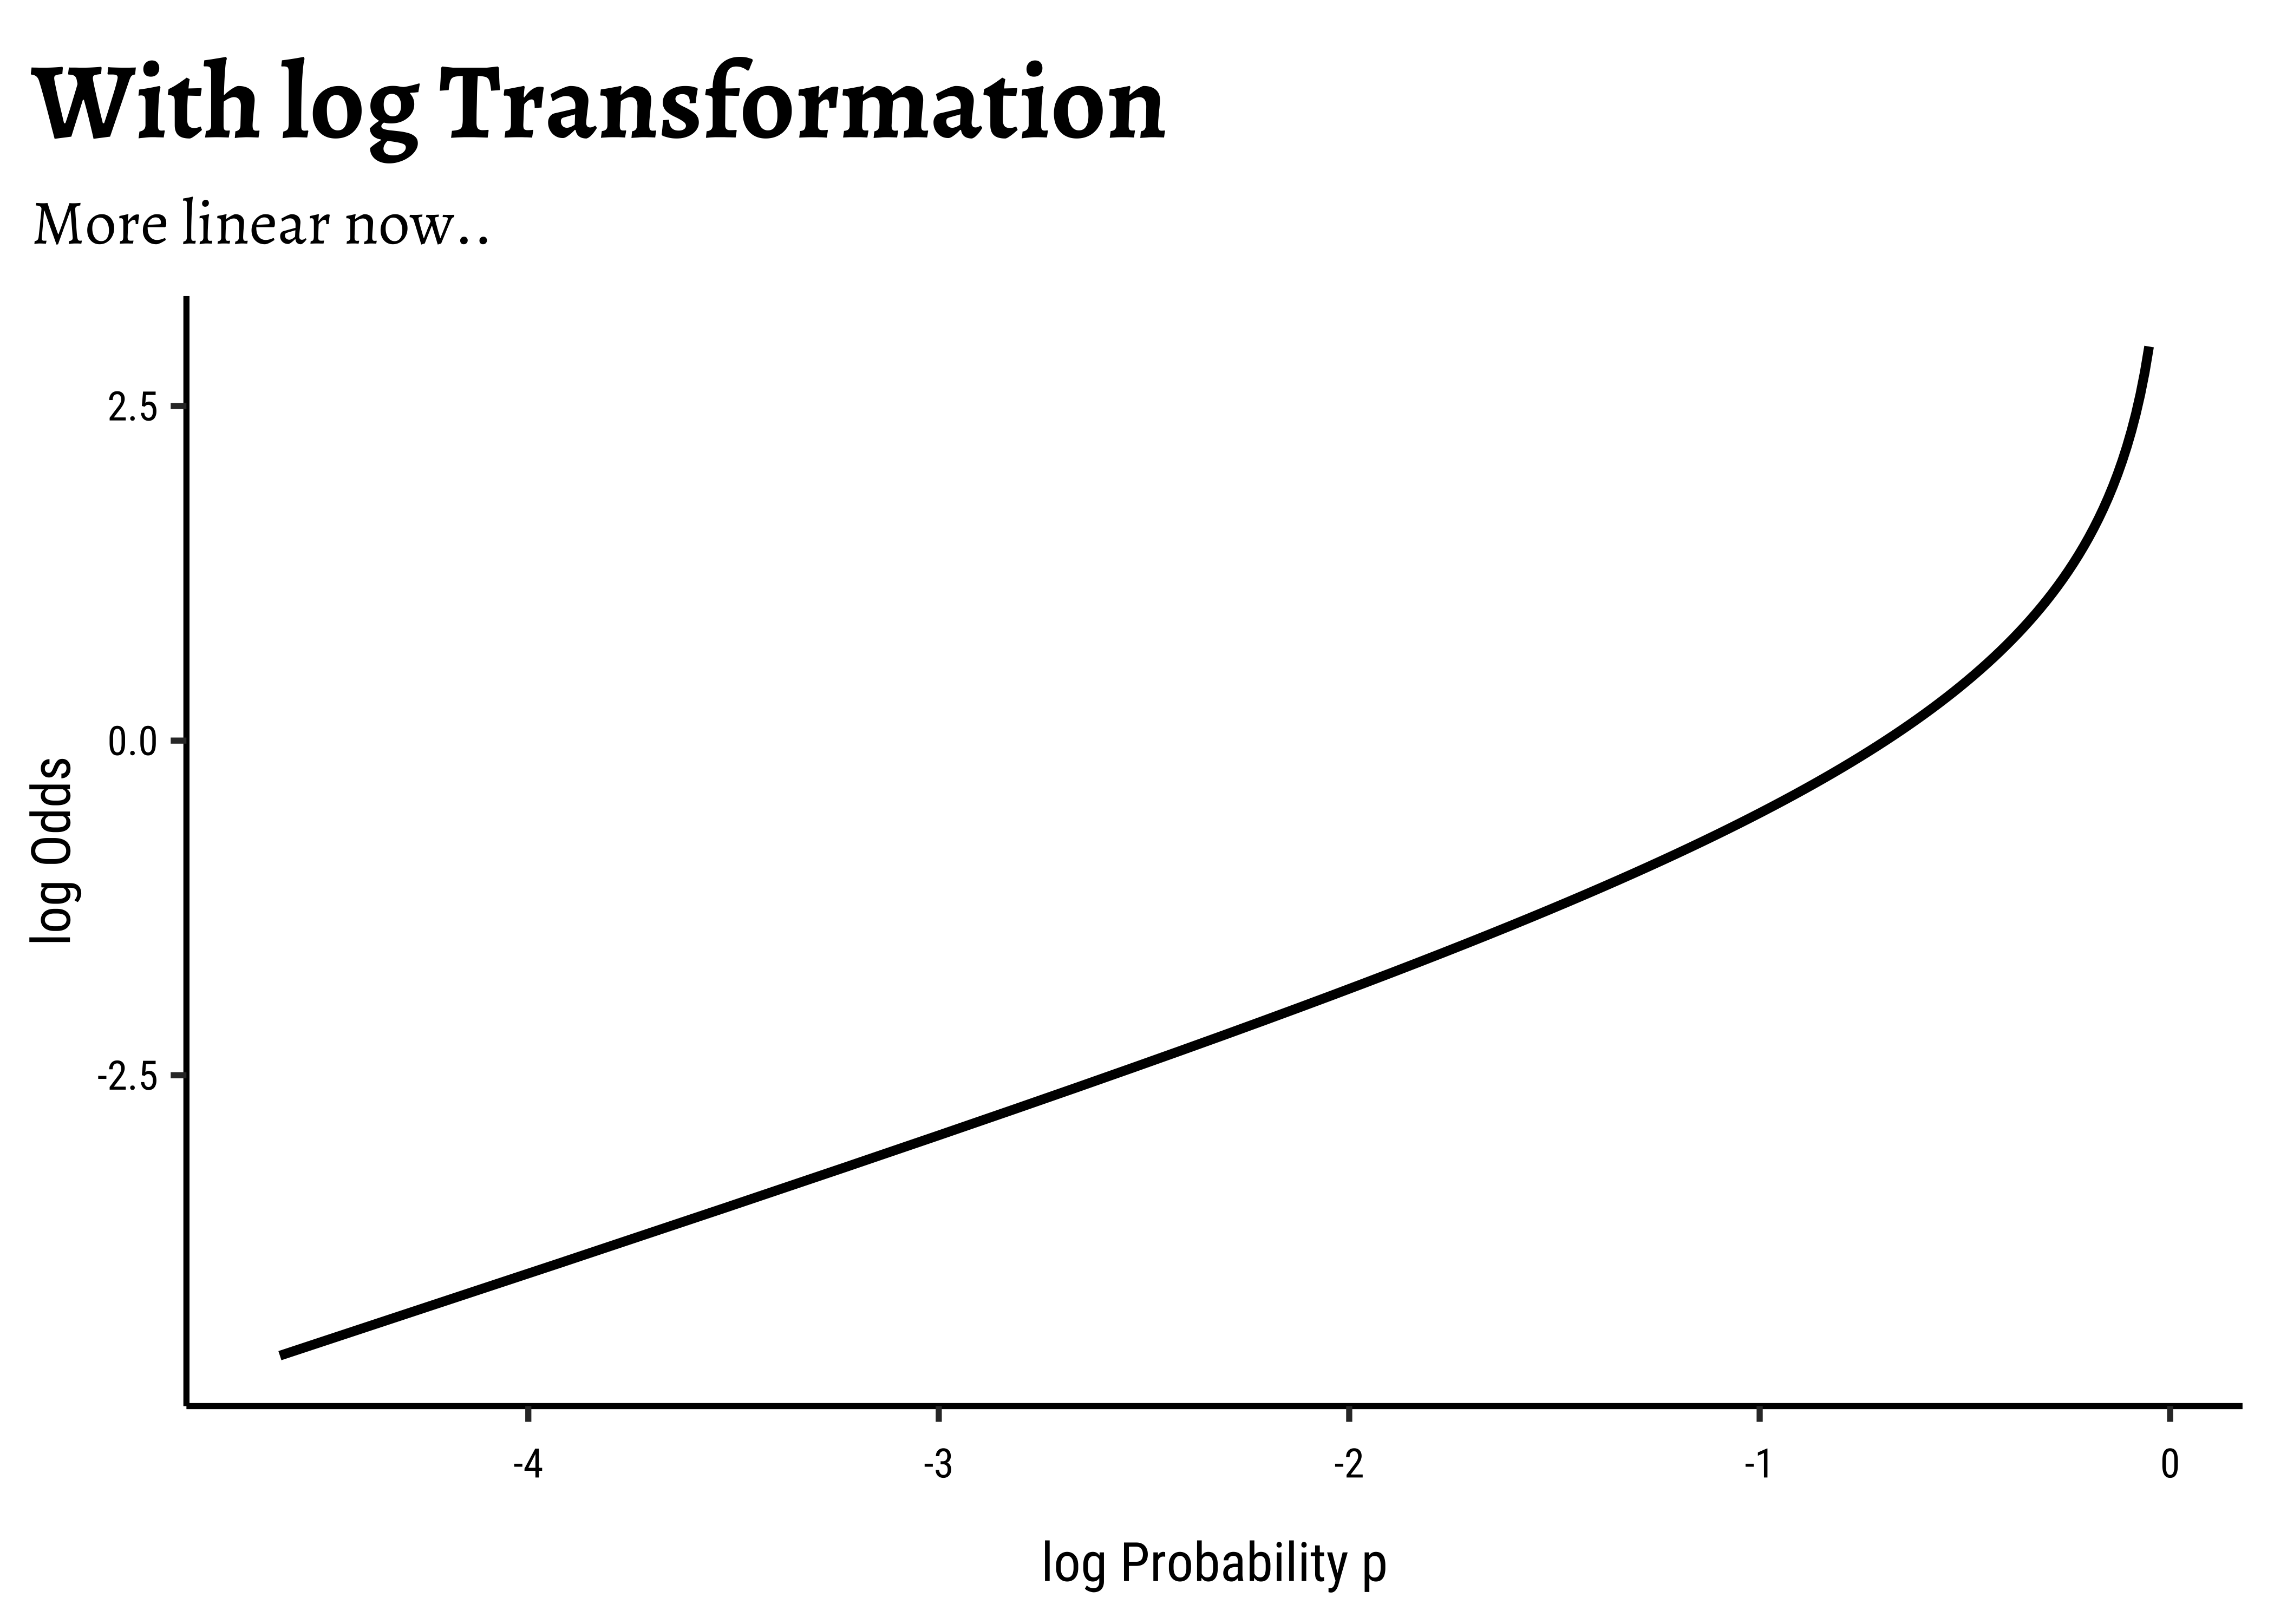 With log Transformation
More linear now..
log Odds
2.5
0.0
-2.5
-4 -3 -2 -1 0
log Probability p